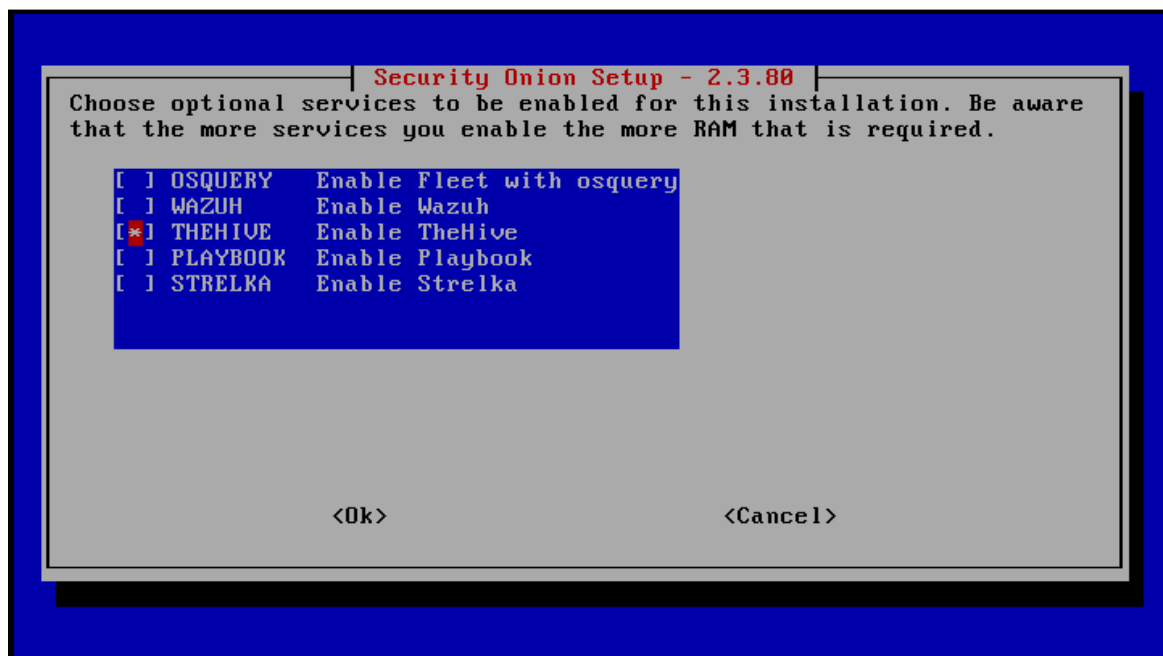 Security Onion Setup - 2.3.80
Choose optional services to be enabled for this installation. Be aware
that the more services you enable the more RAM that is required.
[ ] OSQUERY Enable Fleet with osquery
[ ] WAZUH Enable Wazuh
[*] THEHIVE Enable TheHive
[ ] PLAYBOOK Enable Playbook
[ ] STRELKA Enable Strelka
<Ok> <Cancel>